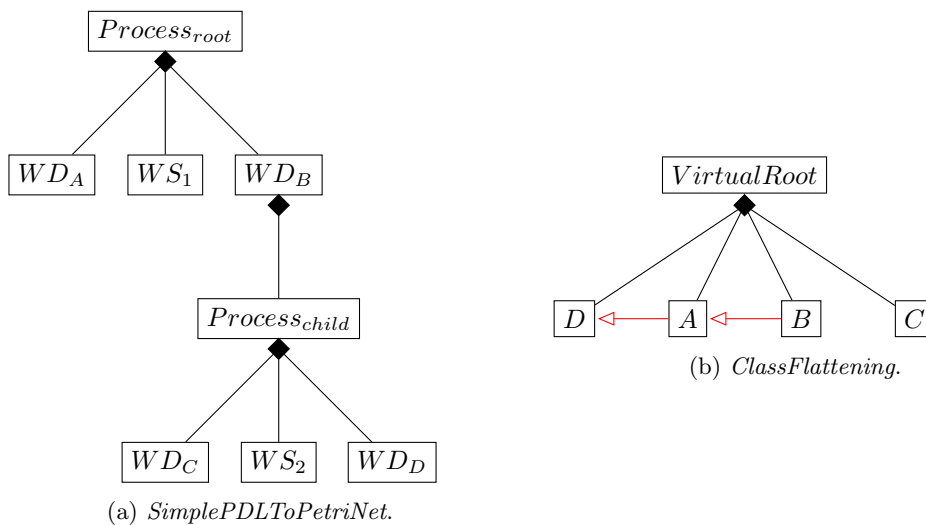 Process_root
WD_A WS_1 WD_B
VirtualRoot
Process_child
D A B C
(b) ClassFlattening.
WD_C WS_2 WD_D
(a) SimplePDLToPetriNet.